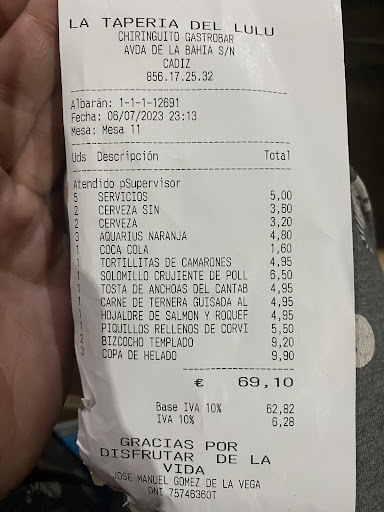 LA TAPERIA DEL LULU
CHIRINGUITO GASTROBAR
AVDA DE LA BAHIA S/N
CADIZ
856.17.25.32
Albarán: 1-1-1-12691
Fecha: 06/07/2023 23:13
Mesa: Mesa 11
Uds Descripción Total
Atendido pSupervisor
5 SERVICIOS 5,00
2 CERVEZA SIN 3,60
2 CERVEZA 3,20
3 AQUARIUS NARANJA 4,80
1 COCA COLA 1,60
1 TORTILLITAS DE CAMARONES 4,95
1 SOLOMILLO CRUJIENTE DE POLL 6,50
1 TOSTA DE ANCHOAS DEL CANTAB 4,95
1 CARNE DE TERNERA GUISADA AL 4,95
1 HOJALDRE DE SALMON Y ROQUEF 4,95
1 PIQUILLOS RELLENOS DE CORVI 5,50
2 BIZCOCHO TEMPLADO 9,20
3 COPA DE HELADO 9,90
€ 69,10
Base IVA 10% 62,82
IVA 10% 6,28
GRACIAS POR
DISFRUTAR DE LA
VIDA
JOSE MANUEL GOMEZ DE LA VEGA
DNI 75746360T